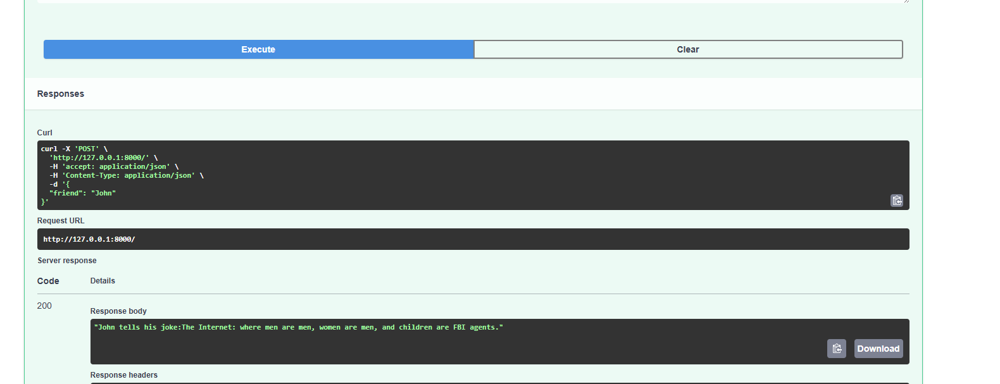 Execute
Clear
Responses
Curl
curl -X 'POST' \
  'http://127.0.0.1:8000/' \
  -H 'accept: application/json' \
  -H 'Content-Type: application/json' \
  -d '{
  "friend": "John"
}'
Request URL
http://127.0.0.1:8000/
Server response
Code
Details
200
Response body
"John tells his joke:The Internet: where men are men, women are men, and children are FBI agents."
Download
Response headers